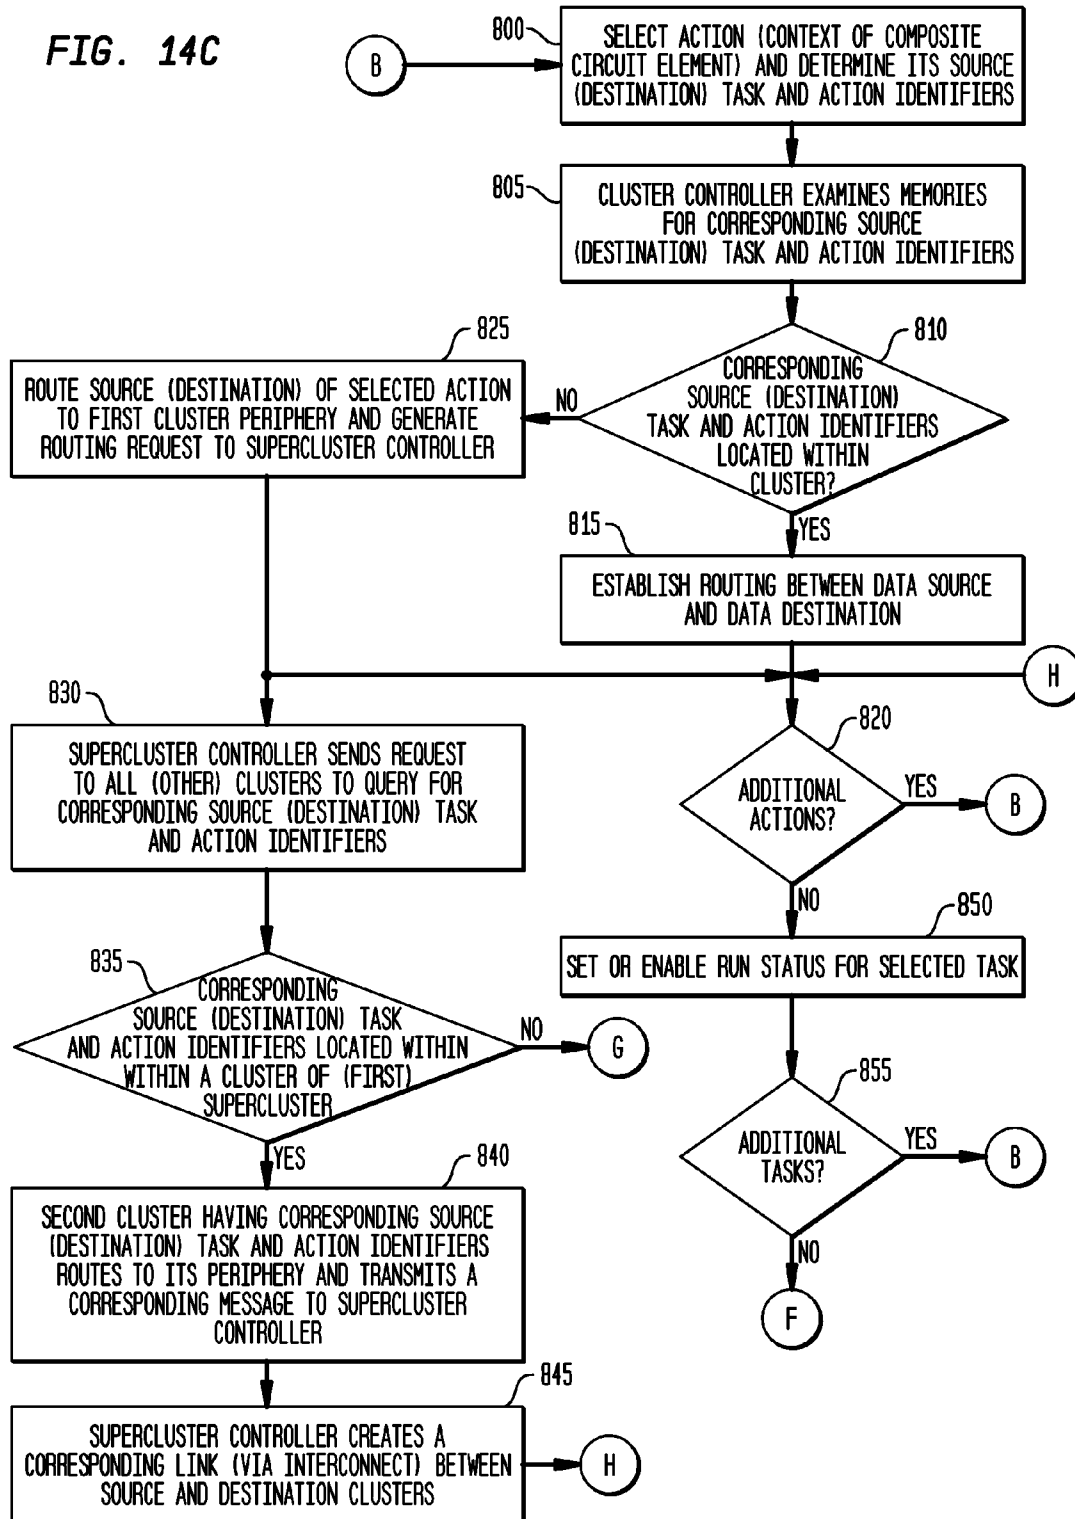 FIG. 14C
B
800
SELECT ACTION (CONTEXT OF COMPOSITE
CIRCUIT ELEMENT) AND DETERMINE ITS SOURCE
(DESTINATION) TASK AND ACTION IDENTIFIERS
805
CLUSTER CONTROLLER EXAMINES MEMORIES
FOR CORRESPONDING SOURCE
(DESTINATION) TASK AND ACTION IDENTIFIERS
810
CORRESPONDING
SOURCE (DESTINATION)
TASK AND ACTION IDENTIFIERS
LOCATED WITHIN
CLUSTER?
NO
YES
825
ROUTE SOURCE (DESTINATION) OF SELECTED ACTION
TO FIRST CLUSTER PERIPHERY AND GENERATE
ROUTING REQUEST TO SUPERCLUSTER CONTROLLER
815
ESTABLISH ROUTING BETWEEN DATA SOURCE
AND DATA DESTINATION
H
820
ADDITIONAL
ACTIONS?
YES
B
NO
830
SUPERCLUSTER CONTROLLER SENDS REQUEST
TO ALL (OTHER) CLUSTERS TO QUERY FOR
CORRESPONDING SOURCE (DESTINATION) TASK
AND ACTION IDENTIFIERS
850
SET OR ENABLE RUN STATUS FOR SELECTED TASK
835
CORRESPONDING
SOURCE (DESTINATION) TASK
AND ACTION IDENTIFIERS LOCATED WITHIN
WITHIN A CLUSTER OF (FIRST)
SUPERCLUSTER
NO
G
YES
855
ADDITIONAL
TASKS?
YES
B
NO
F
840
SECOND CLUSTER HAVING CORRESPONDING SOURCE
(DESTINATION) TASK AND ACTION IDENTIFIERS
ROUTES TO ITS PERIPHERY AND TRANSMITS A
CORRESPONDING MESSAGE TO SUPERCLUSTER
CONTROLLER
845
SUPERCLUSTER CONTROLLER CREATES A
CORRESPONDING LINK (VIA INTERCONNECT) BETWEEN
SOURCE AND DESTINATION CLUSTERS
H